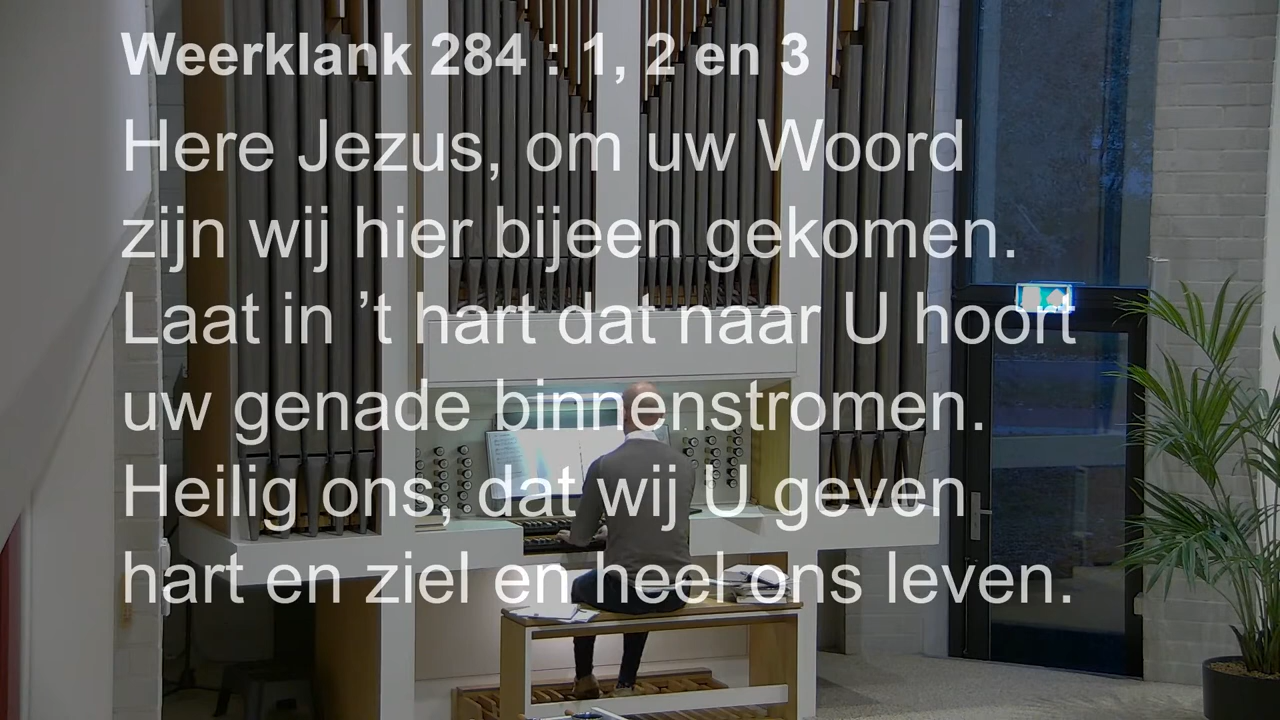 Weerklank 284 : 1, 2 en 3
Here Jezus, om uw Woord
zijn wij hier bijeen gekomen.
Laat in ’t hart dat naar U hoort
uw genade binnenstromen.
Heilig ons, dat wij U geven
hart en ziel en heel ons leven.